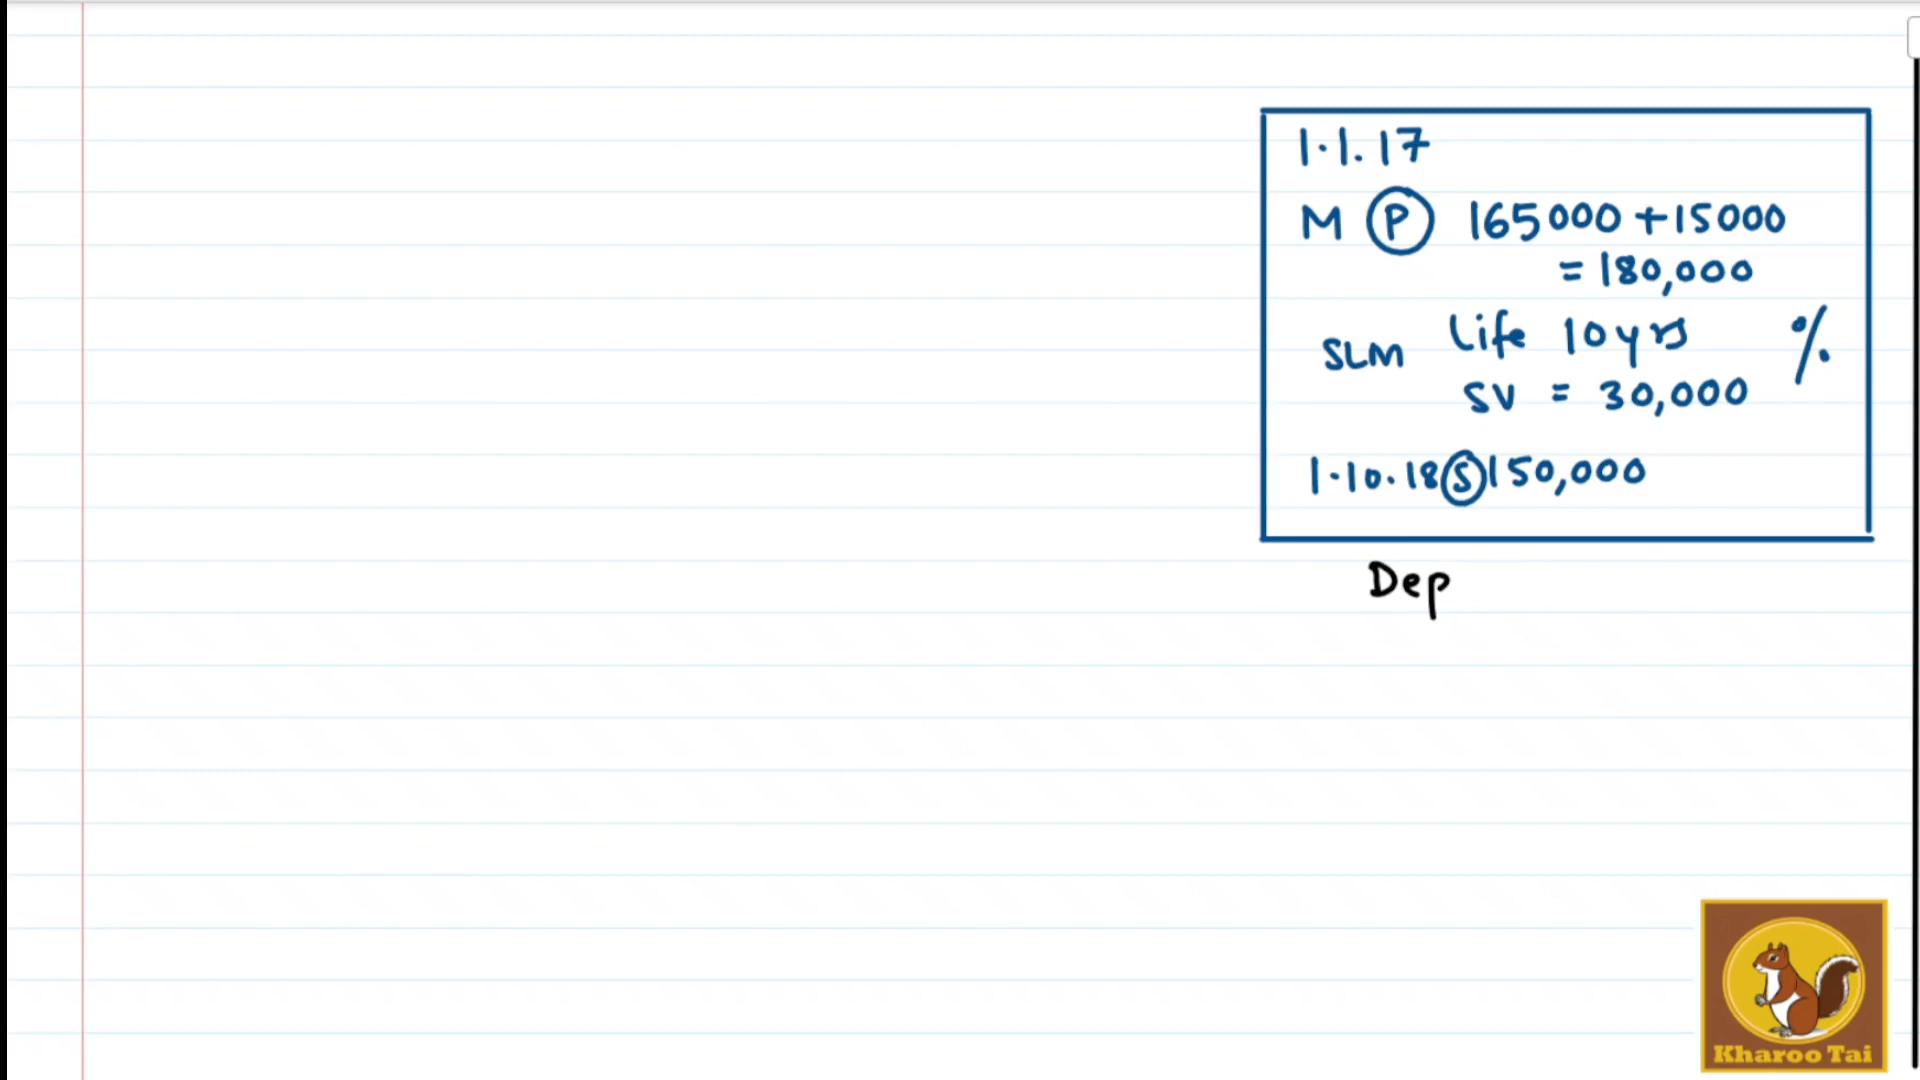 1.1.17
M P 165000 + 15000
= 180,000
SLM Life 10 yrs %
SV = 30,000
1.10.18 S 150,000
Dep
Kharoo Tai